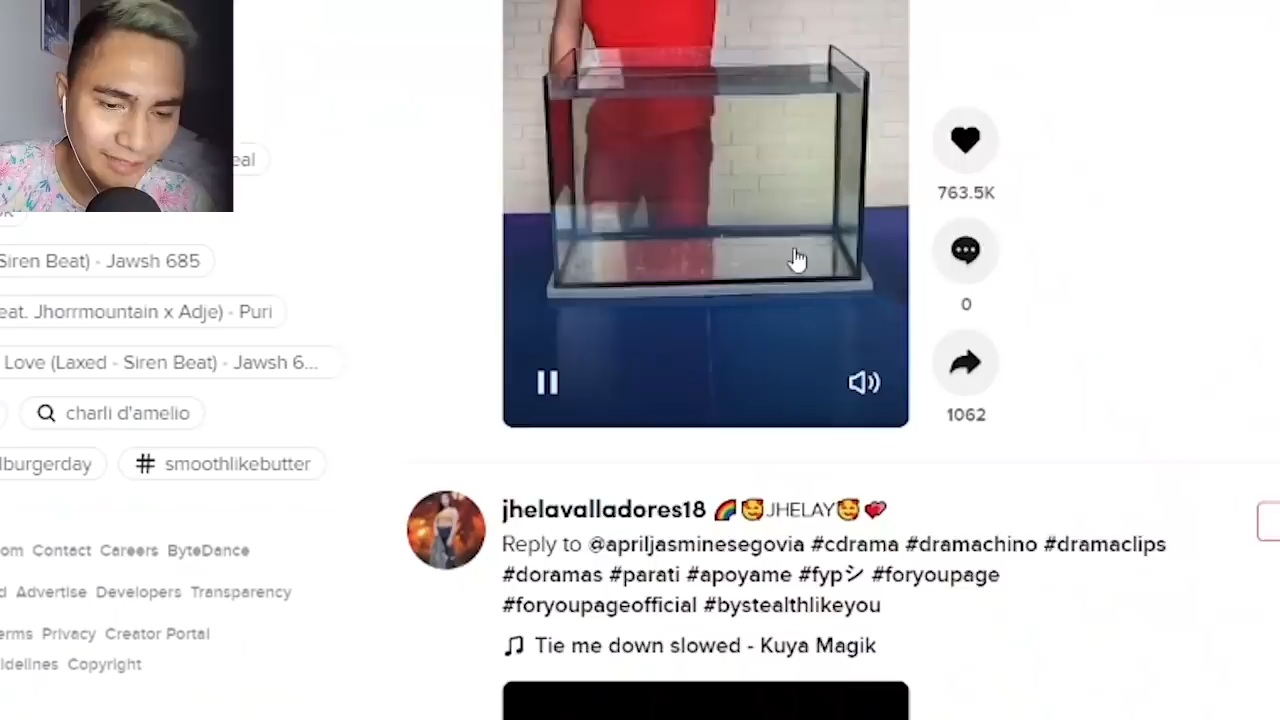 eal
Siren Beat) - Jawsh 685
eat. Jhorrmountain x Adje) - Puri
Love (Laxed - Siren Beat) - Jawsh 6...
charli d'amelio
lburgerday
# smoothlikebutter
om Contact Careers ByteDance
d Advertise Developers Transparency
erms Privacy Creator Portal
idelines Copyright
763.5K
0
1062
jhelavalladores18 🌈🥰JHELAY🥰💖
Reply to @apriljasminesegovia #cdrama #dramachino #dramaclips
#doramas #parati #apoyame #fypシ #foryoupage
#foryoupageofficial #bystealthlikeyou
Tie me down slowed - Kuya Magik